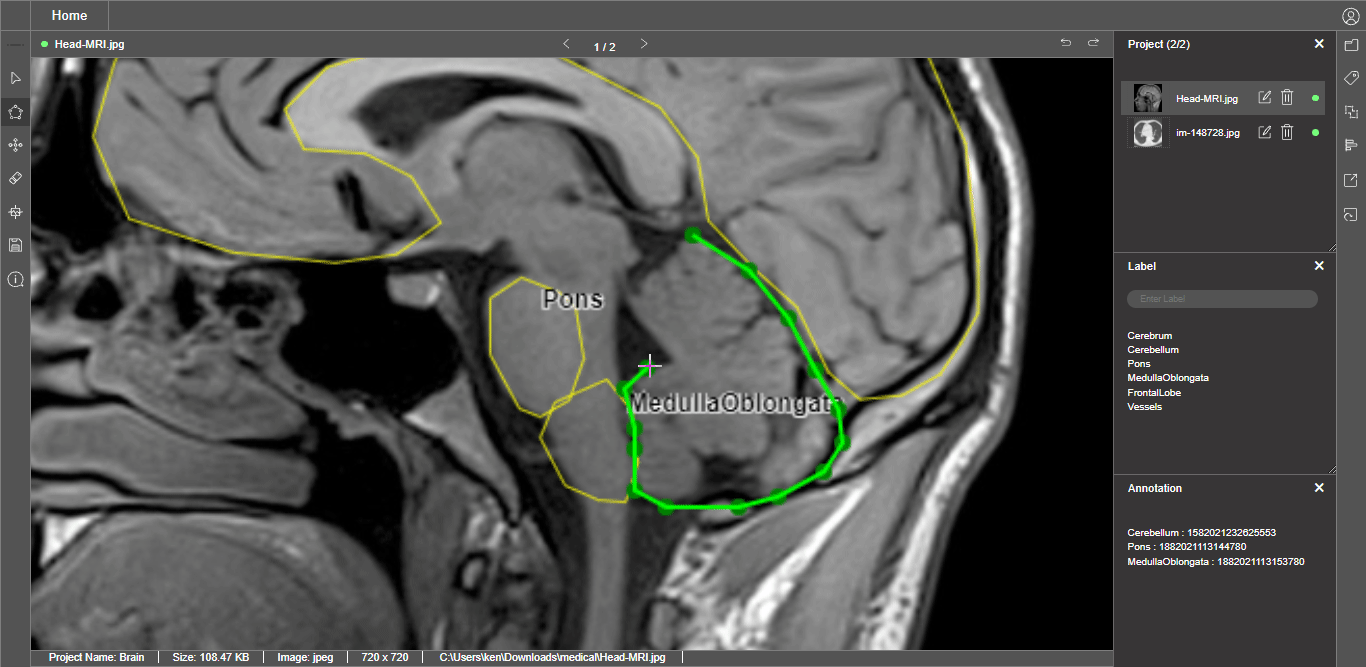 Home
Head-MRI.jpg
1 / 2
Project (2/2)
Head-MRI.jpg
im-148728.jpg
Pons
Label
Enter Label
Cerebrum
Cerebellum
Pons
MedullaOblongata
FrontalLobe
Vessels
MedullaOblongata
Annotation
Cerebellum : 1582021232625553
Pons : 1882021113144780
MedullaOblongata : 1882021113153780
Project Name: Brain
Size: 108.47 KB
Image: jpeg
720 x 720
C:\Users\ken\Downloads\medical\Head-MRI.jpg